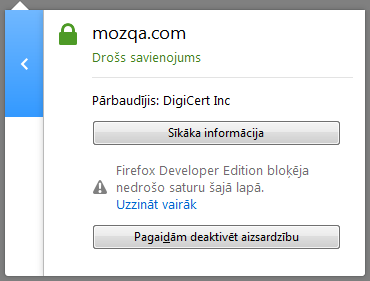 mozqa.com
Drošs savienojums
Pārbaudījis: DigiCert Inc
Sīkāka informācija
Firefox Developer Edition bloķēja
nedrošo saturu šajā lapā.
Uzzināt vairāk
Pagaidām deaktivēt aizsardzību